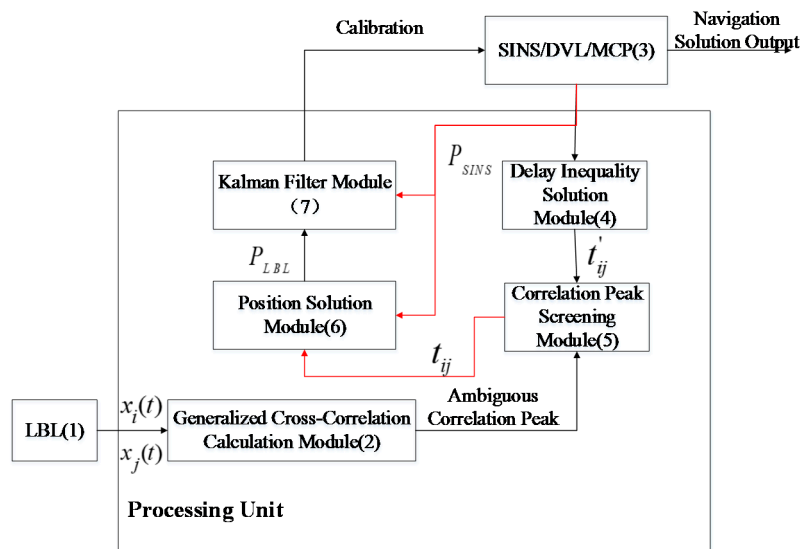 Calibration
SINS/DVL/MCP(3)
Navigation
Solution Output
P_SINS
Kalman Filter Module
（7）
Delay Inequality
Solution
Module(4)
P_LBL
t'_ij
Position Solution
Module(6)
Correlation Peak
Screening
Module(5)
t_ij
Ambiguous
Correlation Peak
LBL(1)
x_i(t)
x_j(t)
Generalized Cross-Correlation
Calculation Module(2)
Processing Unit